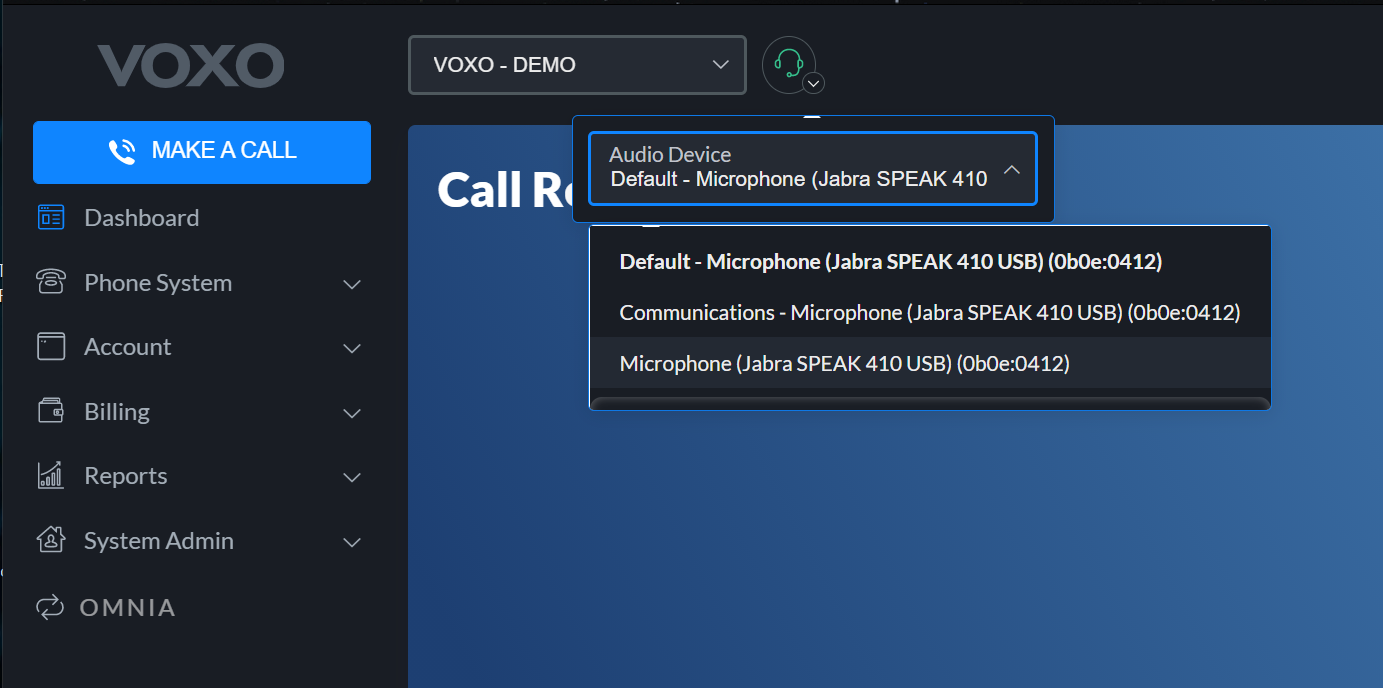 VOXO
VOXO - DEMO
MAKE A CALL
Audio Device
Default - Microphone (Jabra SPEAK 410
Call
Default - Microphone (Jabra SPEAK 410 USB) (0b0e:0412)
Communications - Microphone (Jabra SPEAK 410 USB) (0b0e:0412)
Microphone (Jabra SPEAK 410 USB) (0b0e:0412)
Dashboard
Phone System
Account
Billing
Reports
System Admin
OMNIA